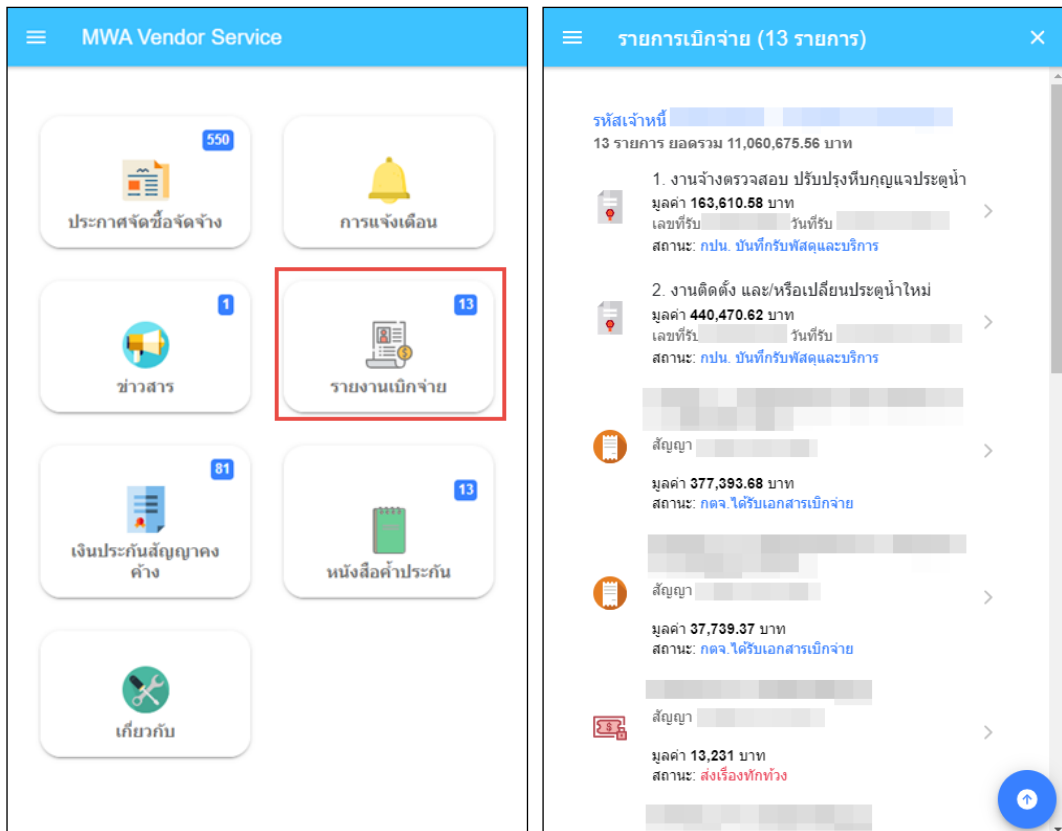 MWA Vendor Service
550
ประกาศจัดซื้อจัดจ้าง
การแจ้งเตือน
1
ข่าวสาร
13
รายงานเบิกจ่าย
81
เงินประกันสัญญาคง
ค้าง
13
หนังสือค้ำประกัน
เกี่ยวกับ
รายการเบิกจ่าย (13 รายการ)
รหัสเจ้าหนี้
13 รายการ ยอดรวม 11,060,675.56 บาท
1. งานจ้างตรวจสอบ ปรับปรุงหีบกุญแจประตูน้ำ
มูลค่า 163,610.58 บาท
เลขที่รับ วันที่รับ
สถานะ: กปน. บันทึกรับพัสดุและบริการ
2. งานติดตั้ง และ/หรือเปลี่ยนประตูน้ำใหม่
มูลค่า 440,470.62 บาท
เลขที่รับ วันที่รับ
สถานะ: กปน. บันทึกรับพัสดุและบริการ
สัญญา
มูลค่า 377,393.68 บาท
สถานะ: กตจ.ได้รับเอกสารเบิกจ่าย
สัญญา
มูลค่า 37,739.37 บาท
สถานะ: กตจ.ได้รับเอกสารเบิกจ่าย
สัญญา
มูลค่า 13,231 บาท
สถานะ: ส่งเรื่องทักท้วง